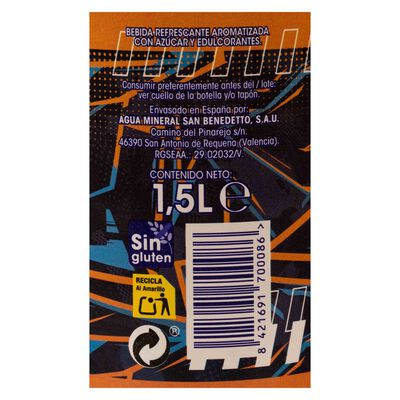 BEBIDA REFRESCANTE AROMATIZADA
CON AZÚCAR Y EDULCORANTES.
Consumir preferentemente antes del / lote:
ver cuello de la botella y/o tapón.
Envasado en España por:
AGUA MINERAL SAN BENEDETTO, S.A.U.
Camino del Pinarejo s/n.
46390 San Antonio de Requena (Valencia).
RGSEAA.: 29.02032/V.
CONTENIDO NETO:
1,5L e
Sin
gluten
RECICLA
Al Amarillo
®
8 421691 700086 >